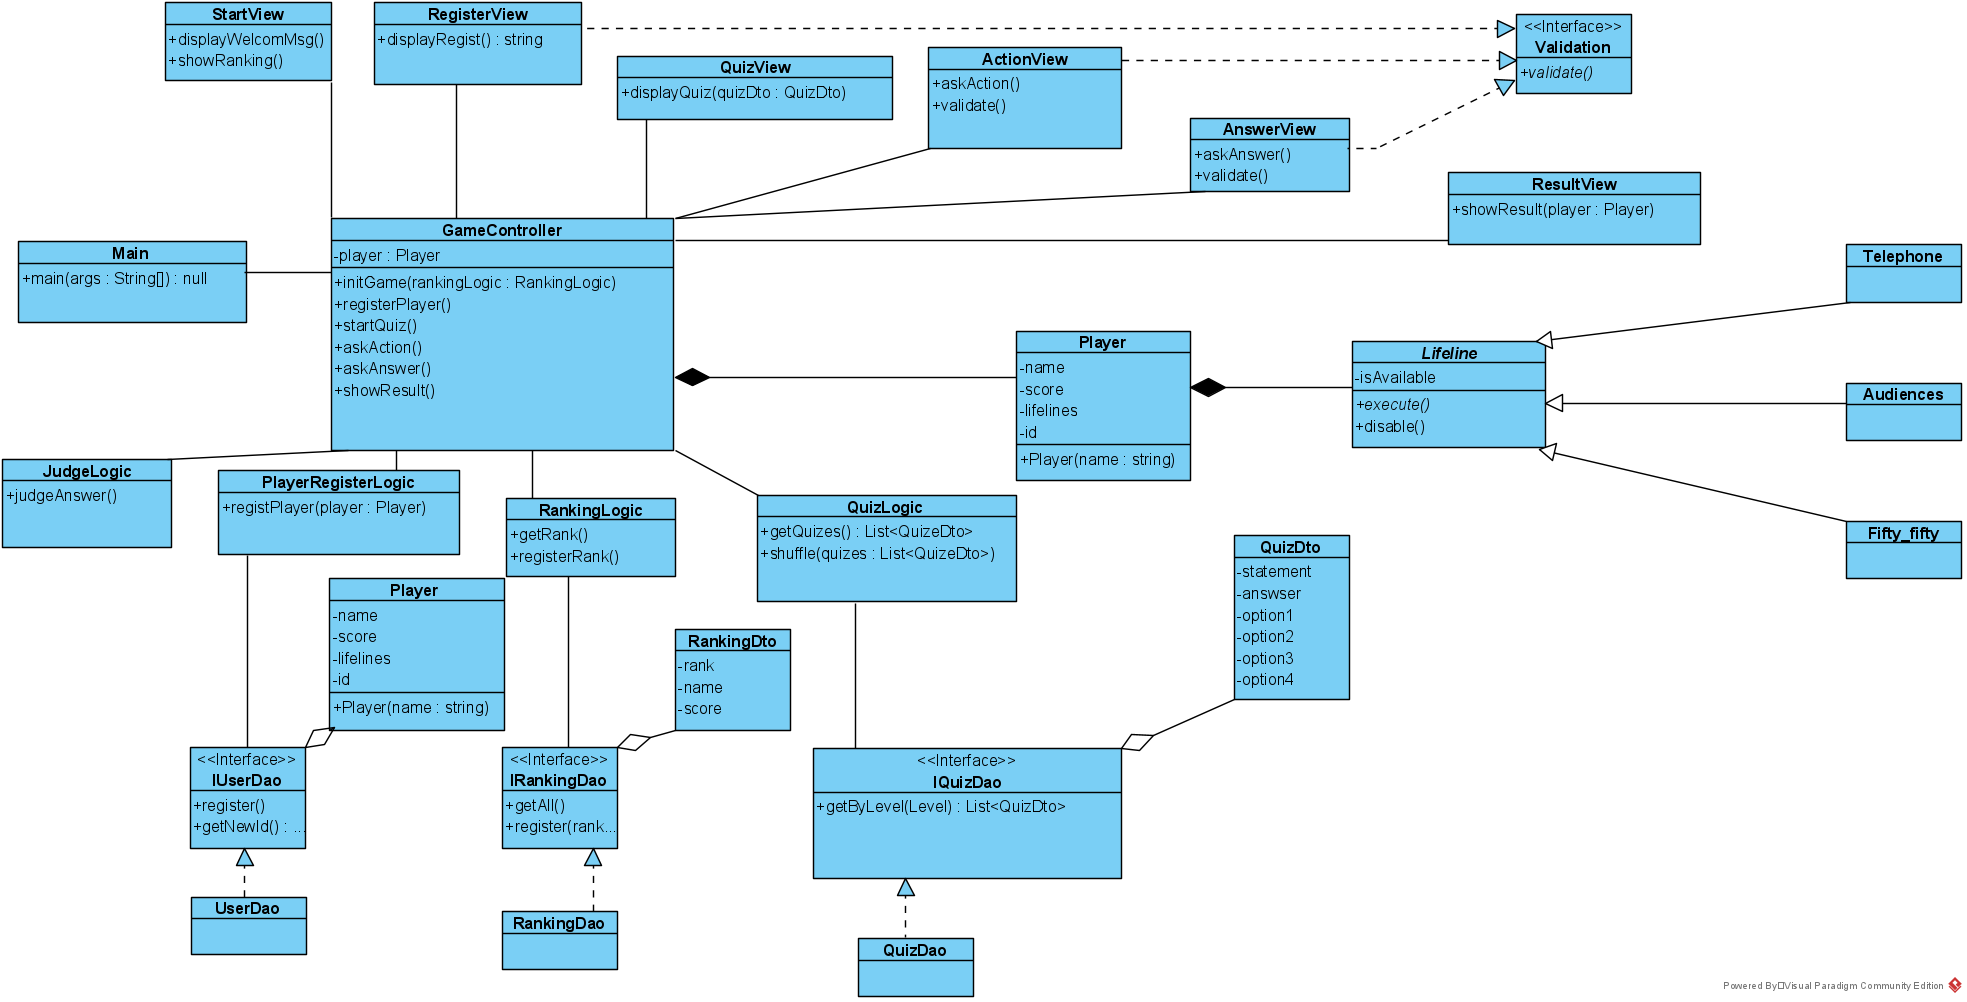 StartView
+displayWelcomMsg()
+showRanking()
RegisterView
+displayRegist() : string
QuizView
+displayQuiz(quizDto : QuizDto)
ActionView
+askAction()
+validate()
<<Interface>>
Validation
+validate()
AnswerView
+askAnswer()
+validate()
ResultView
+showResult(player : Player)
Main
+main(args : String[]) : null
GameController
-player : Player
+initGame(rankingLogic : RankingLogic)
+registerPlayer()
+startQuiz()
+askAction()
+askAnswer()
+showResult()
Player
-name
-score
-lifelines
-id
+Player(name : string)
Lifeline
-isAvailable
+execute()
+disable()
Telephone
Audiences
Fifty_fifty
JudgeLogic
+judgeAnswer()
PlayerRegisterLogic
+registPlayer(player : Player)
RankingLogic
+getRank()
+registerRank()
QuizLogic
+getQuizes() : List<QuizeDto>
+shuffle(quizes : List<QuizeDto>)
QuizDto
-statement
-answser
-option1
-option2
-option3
-option4
Player
-name
-score
-lifelines
-id
+Player(name : string)
RankingDto
-rank
-name
-score
<<Interface>>
IUserDao
+register()
+getNewId() : ...
<<Interface>>
IRankingDao
+getAll()
+register(rank...
<<Interface>>
IQuizDao
+getByLevel(Level) : List<QuizDto>
UserDao
RankingDao
QuizDao
Powered By Visual Paradigm Community Edition